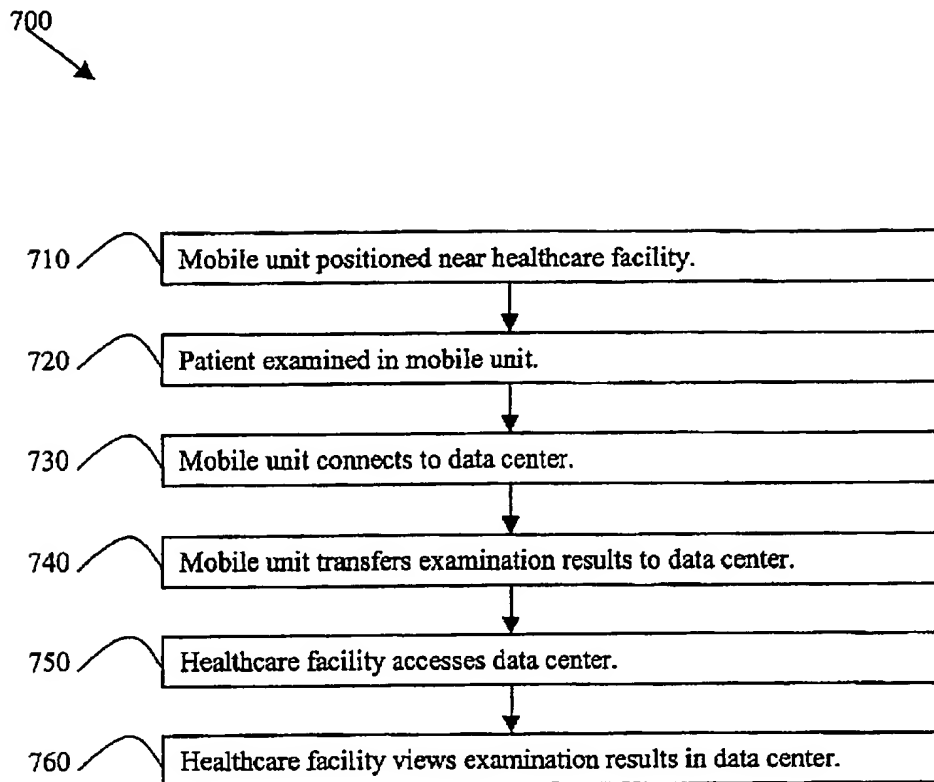 700
710 Mobile unit positioned near healthcare facility.
720 Patient examined in mobile unit.
730 Mobile unit connects to data center.
740 Mobile unit transfers examination results to data center.
750 Healthcare facility accesses data center.
760 Healthcare facility views examination results in data center.